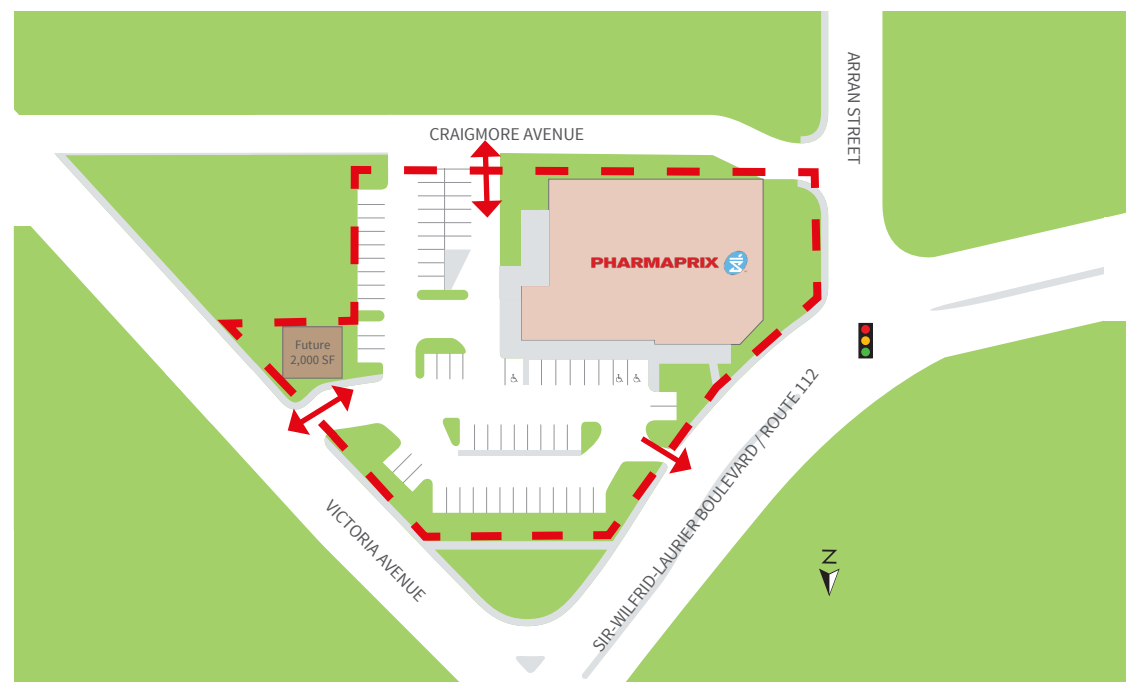 CRAIGMORE AVENUE
ARRAN STREET
PHARMAPRIX
Future
2,000 SF
SIR-WILFRID-LAURIER BOULEVARD / ROUTE 112
VICTORIA AVENUE
N